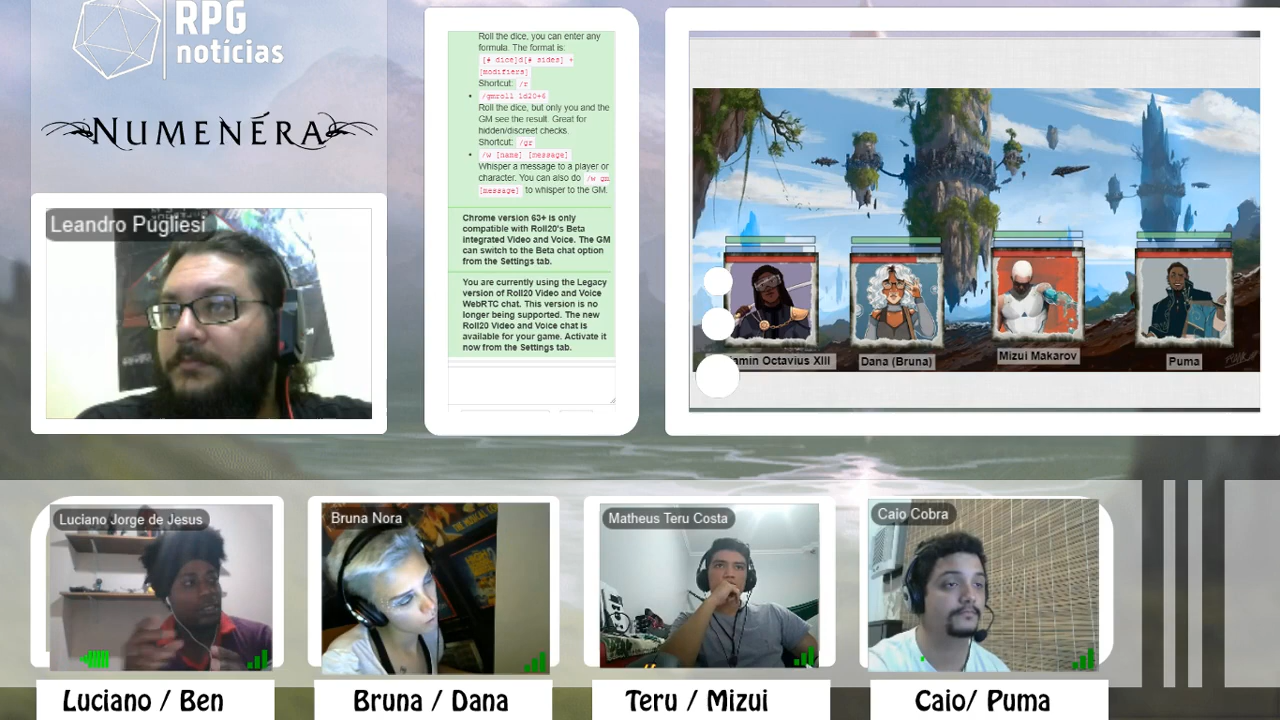 RPG
notícias
NUMENÉRA
Leandro Pugliesi
Roll the dice, you can enter any
formula. The format is:
[# dice]d[# sides] +
[modifiers]
Shortcut: /r
/gmroll 1d20+6
Roll the dice, but only you and the
GM see the result. Great for
hidden/discreet checks.
Shortcut: /gr
/w [name] [message]
Whisper a message to a player or
character. You can also do /w gm
[message] to whisper to the GM.
Chrome version 63+ is only
compatible with Roll20's Beta
integrated Video and Voice. The GM
can switch to the Beta chat option
from the Settings tab.
You are currently using the Legacy
version of Roll20 Video and Voice
WebRTC chat. This version is no
longer being supported. The new
Roll20 Video and Voice chat is
available for your game. Activate it
now from the Settings tab.
amin Octavius XIII
Dana (Bruna)
Mizui Makarov
Puma
Luciano Jorge de Jesus
Bruna Nora
Matheus Teru Costa
Caio Cobra
Luciano / Ben
Bruna / Dana
Teru / Mizui
Caio/ Puma